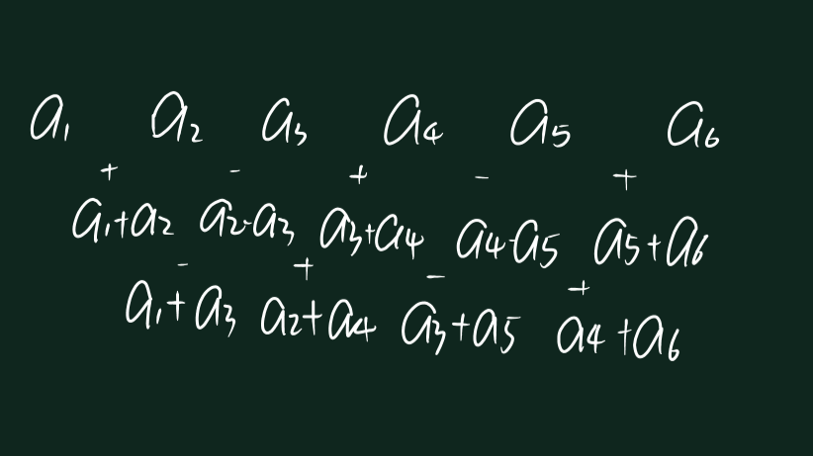 a₁ a₂ a₃ a₄ a₅ a₆
+ - + - +
a₁+a₂ a₂-a₃ a₃+a₄ a₄-a₅ a₅+a₆
- + - +
a₁+a₃ a₂+a₄ a₃+a₅ a₄+a₆